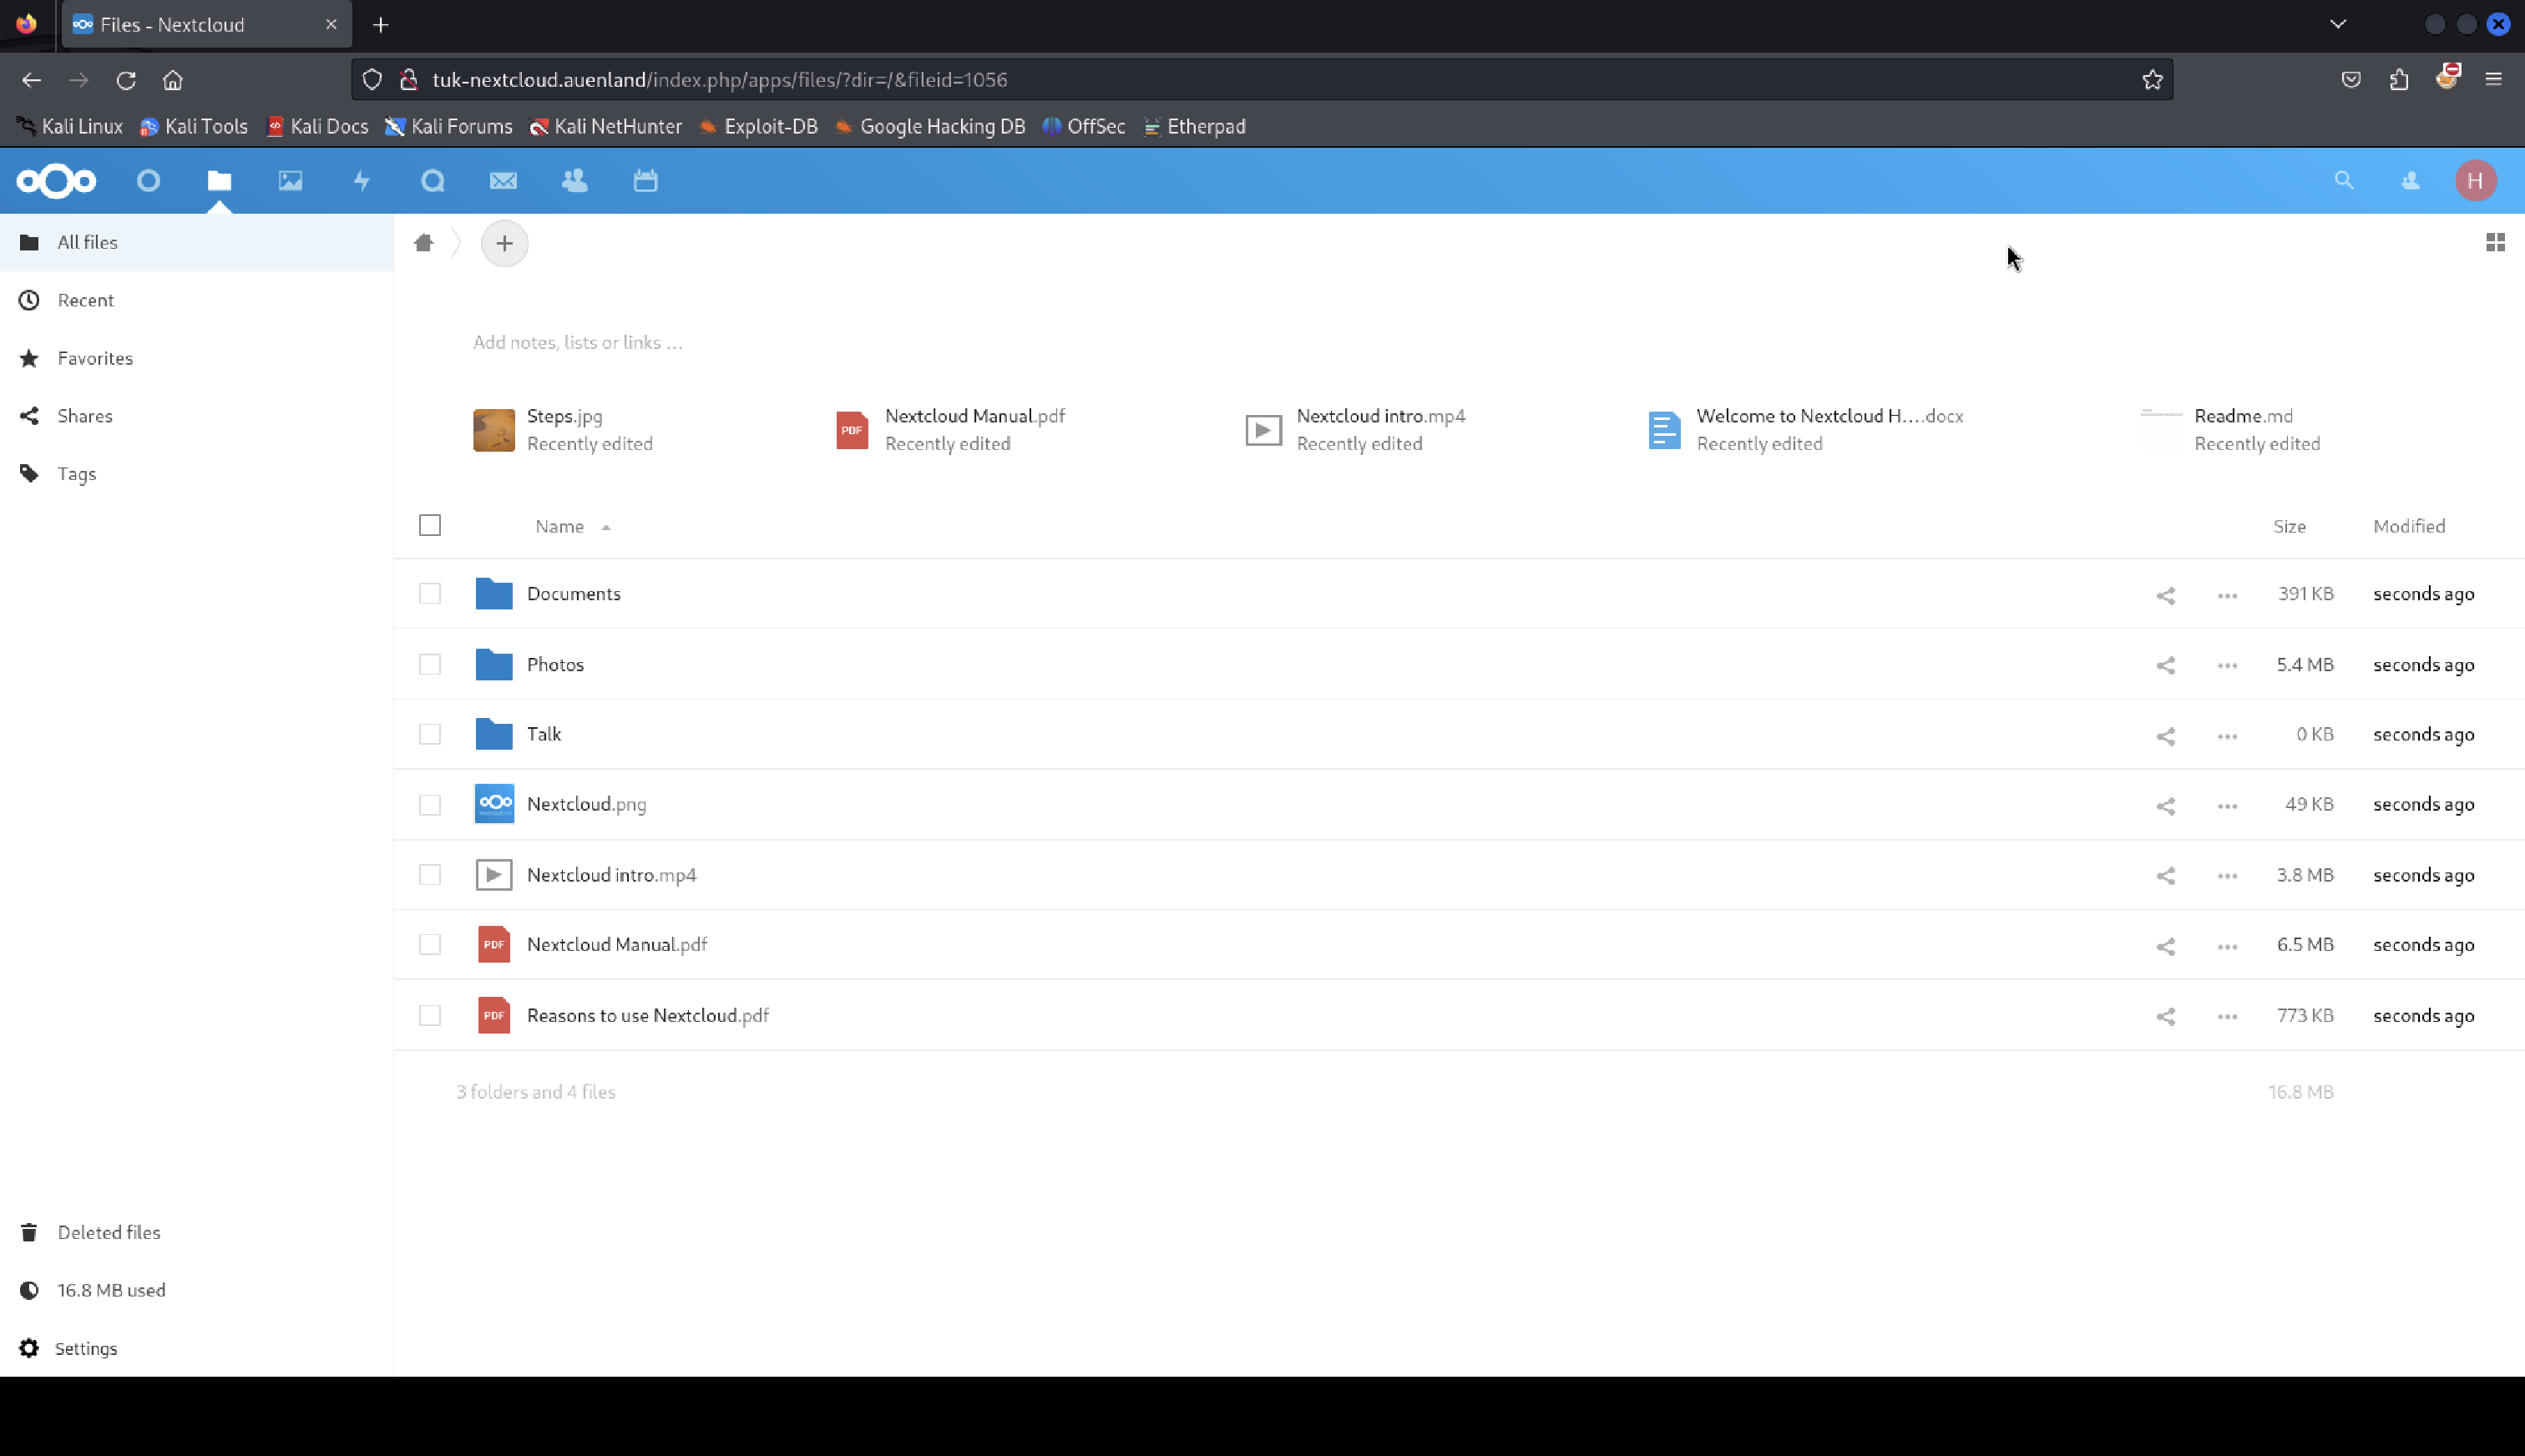 Files - Nextcloud
tuk-nextcloud.auenland/index.php/apps/files/?dir=/&fileid=1056
Kali Linux Kali Tools Kali Docs Kali Forums Kali NetHunter Exploit-DB Google Hacking DB OffSec Etherpad
H
All files
Recent
Favorites
Shares
Tags
Deleted files
16.8 MB used
Settings
Add notes, lists or links …
Steps.jpg
Recently edited
PDF
Nextcloud Manual.pdf
Recently edited
Nextcloud intro.mp4
Recently edited
Welcome to Nextcloud H....docx
Recently edited
Readme.md
Recently edited
Name Size Modified
Documents 391 KB seconds ago
Photos 5.4 MB seconds ago
Talk 0 KB seconds ago
Nextcloud.png 49 KB seconds ago
Nextcloud intro.mp4 3.8 MB seconds ago
PDF Nextcloud Manual.pdf 6.5 MB seconds ago
PDF Reasons to use Nextcloud.pdf 773 KB seconds ago
3 folders and 4 files 16.8 MB